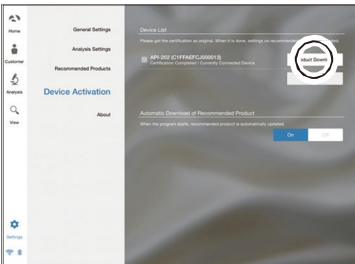 Home
Customer
Analysis
View
Settings
General Settings
Analysis Settings
Recommended Products
Device Activation
About
Device List
Please get the certification as original. When it is done, settings on recommended
API-202 (C1FFAEFCJ000013)
Certification Completed / Currently Connected Device
oduct Downl
Automatic Download of Recommended Product
When the program starts, recommended product is automatically updated.
On
Off